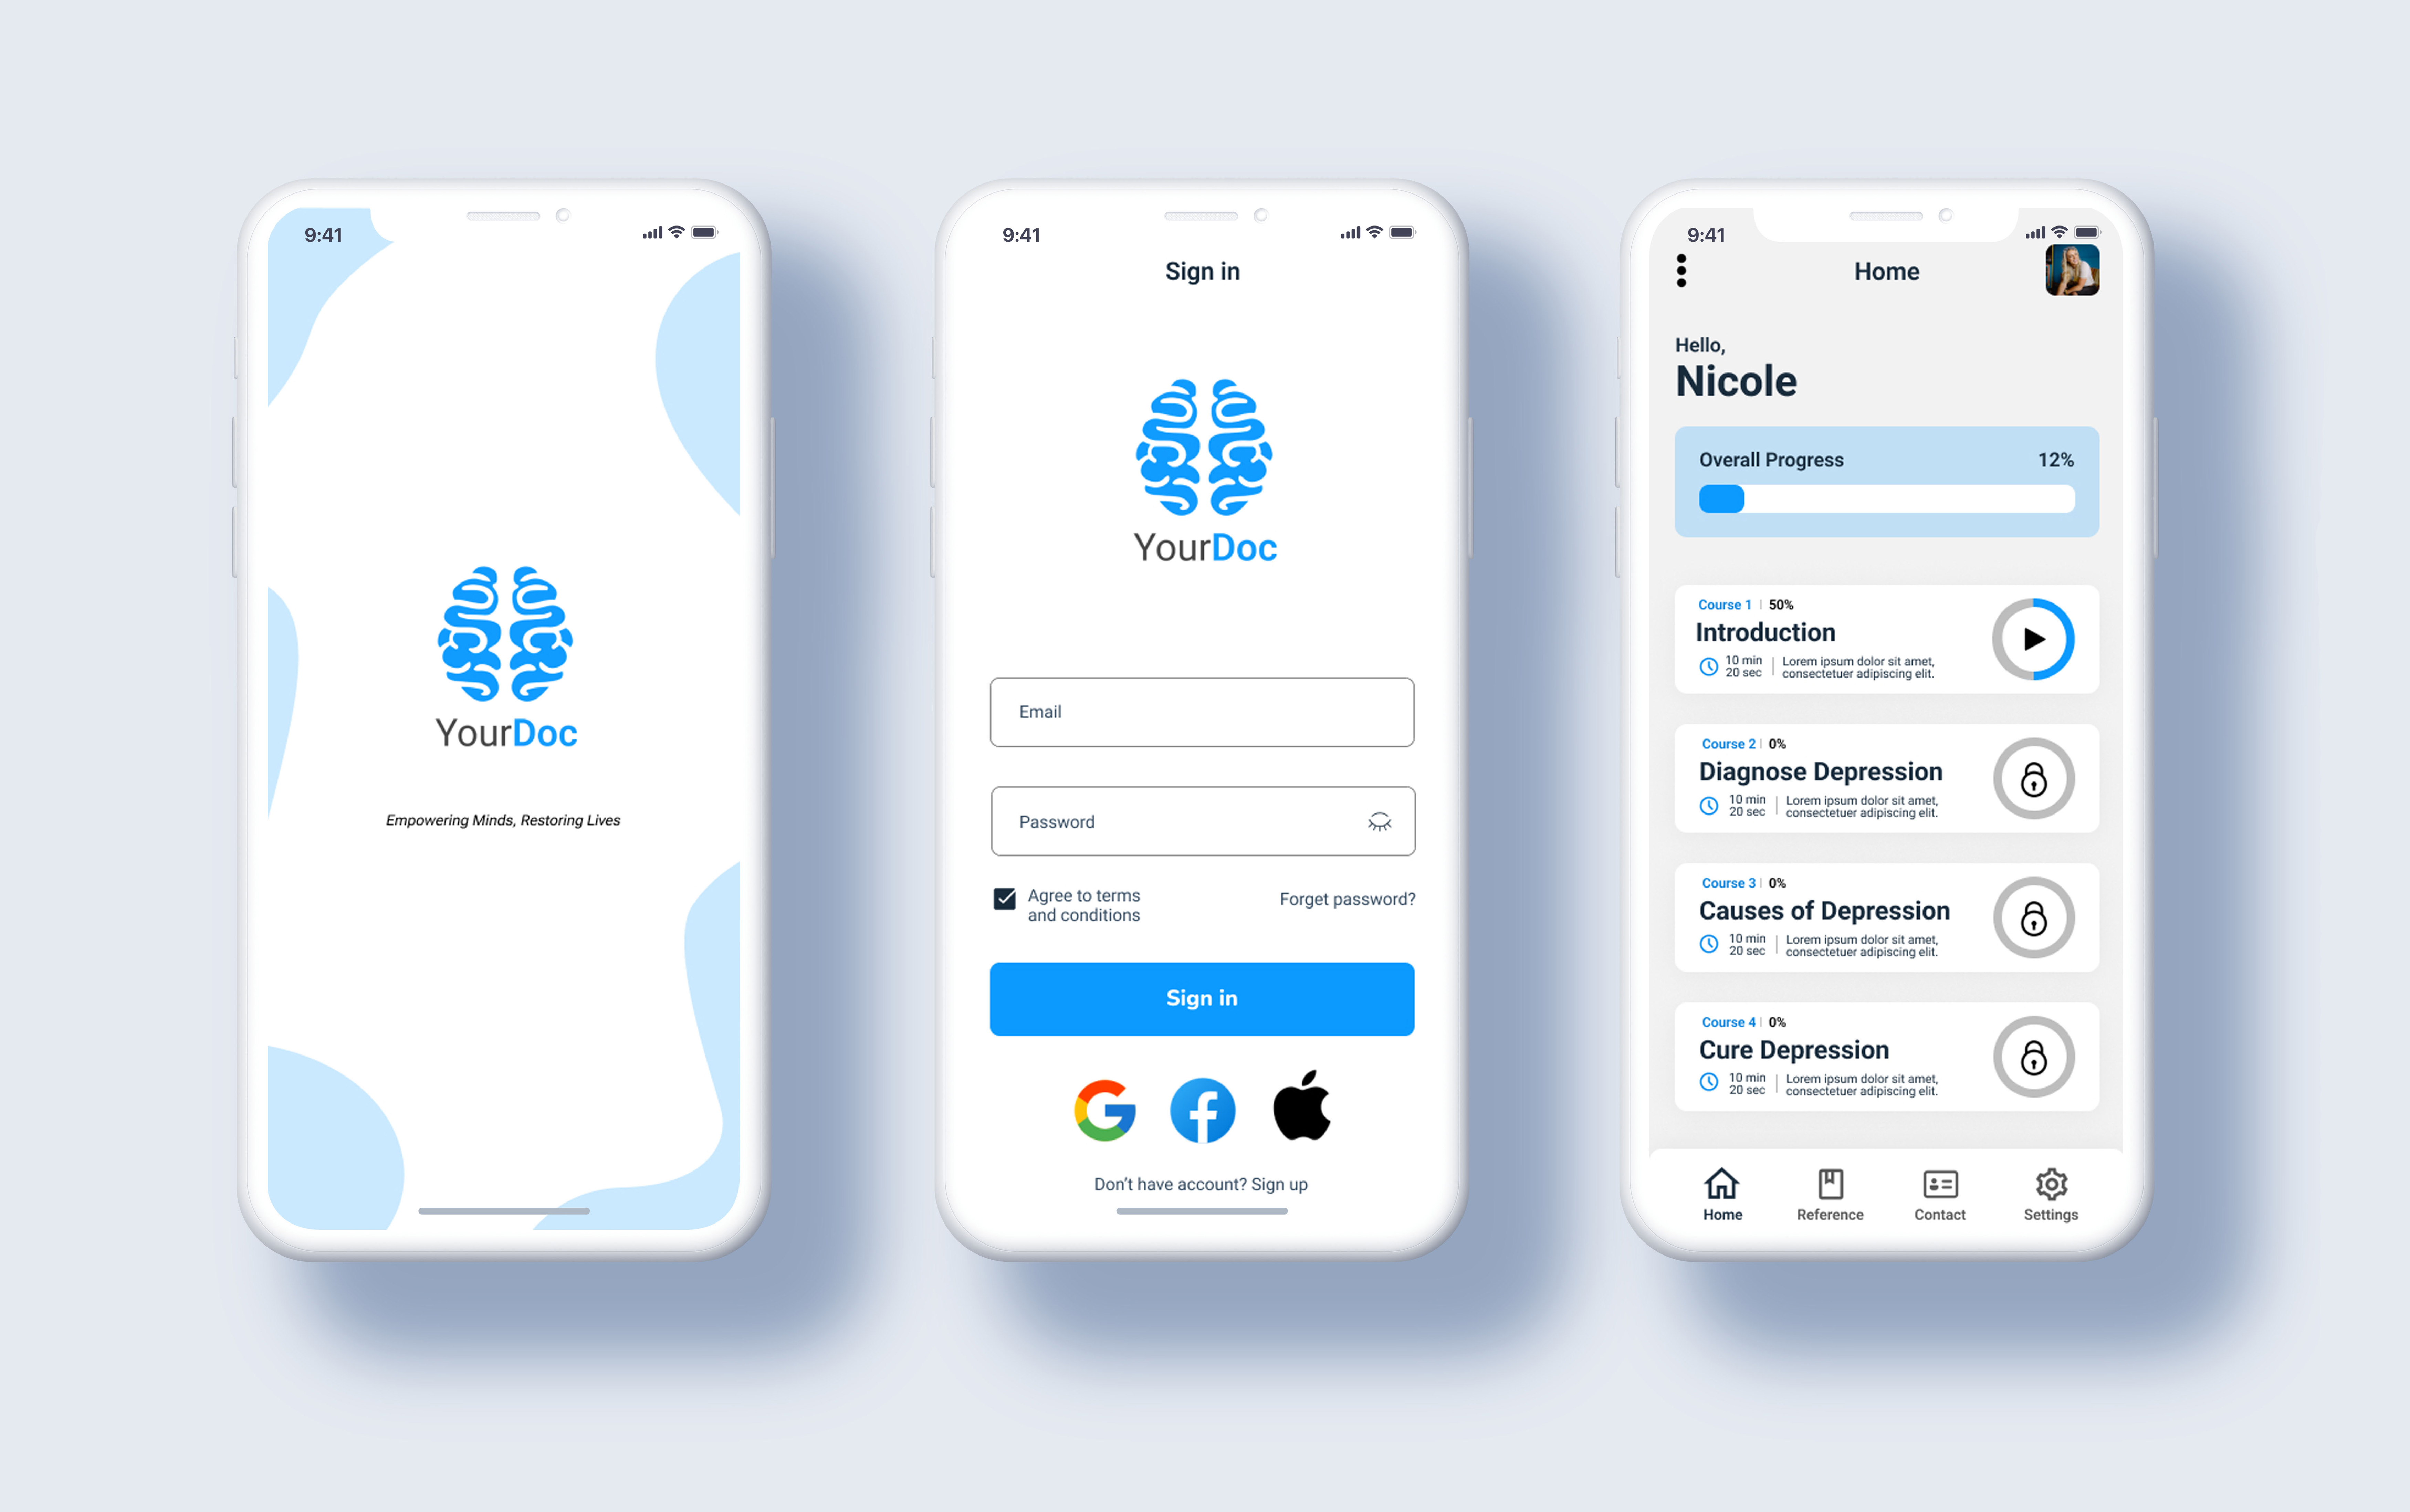 9:41
YourDoc
Empowering Minds, Restoring Lives
9:41
Sign in
YourDoc
Email
Password
Agree to terms
and conditions
Forget password?
Sign in
Don't have account? Sign up
9:41
Home
Hello,
Nicole
Overall Progress 12%
Course 1 | 50%
Introduction
10 min
20 sec
Lorem ipsum dolor sit amet,
consectetuer adipiscing elit.
Course 2 | 0%
Diagnose Depression
10 min
20 sec
Lorem ipsum dolor sit amet,
consectetuer adipiscing elit.
Course 3 | 0%
Causes of Depression
10 min
20 sec
Lorem ipsum dolor sit amet,
consectetuer adipiscing elit.
Course 4 | 0%
Cure Depression
10 min
20 sec
Lorem ipsum dolor sit amet,
consectetuer adipiscing elit.
Home Reference Contact Settings